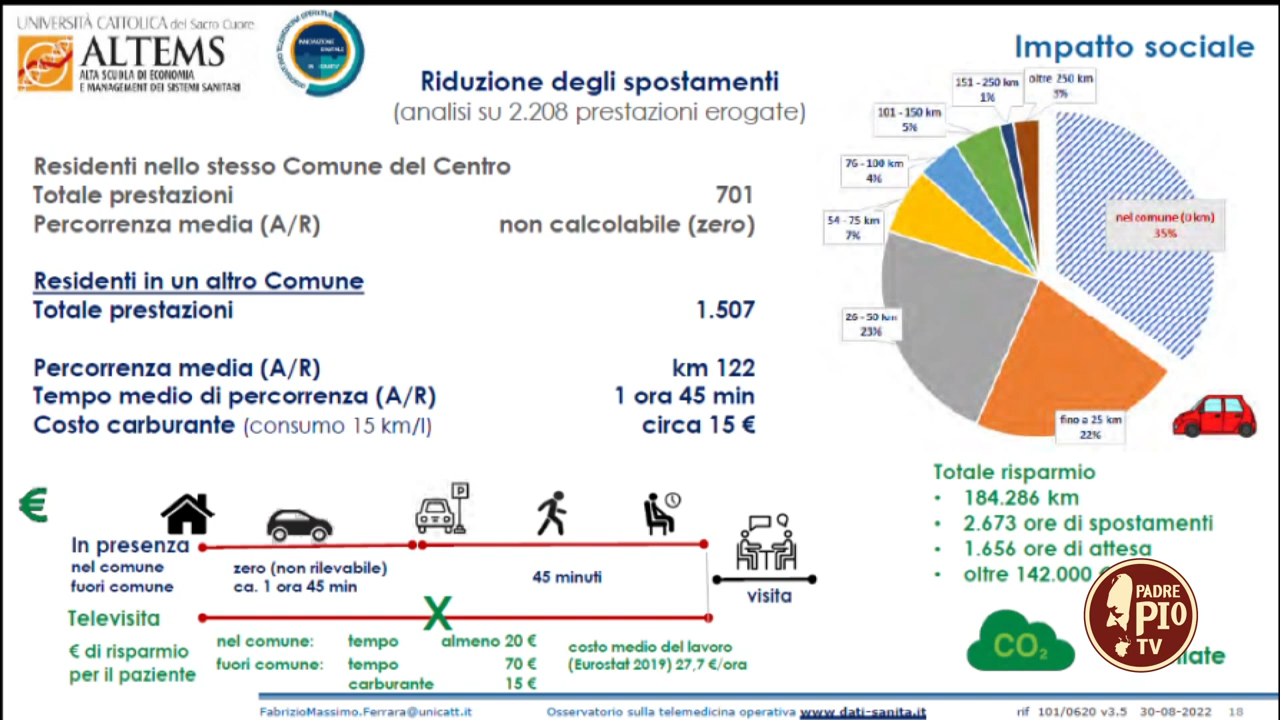 UNIVERSITÀ CATTOLICA del Sacro Cuore
ALTEMS
ALTA SCUOLA DI ECONOMIA
E MANAGEMENT DEI SISTEMI SANITARI
INNOVAZIONE
DIGITALE
IN SANITÀ
Impatto sociale
Riduzione degli spostamenti
(analisi su 2.208 prestazioni erogate)
Residenti nello stesso Comune del Centro
Totale prestazioni 701
Percorrenza media (A/R) non calcolabile (zero)
Residenti in un altro Comune
Totale prestazioni 1.507
Percorrenza media (A/R) km 122
Tempo medio di percorrenza (A/R) 1 ora 45 min
Costo carburante (consumo 15 km/l) circa 15 €
oltre 250 km
3%
151 - 250 km
1%
101 - 150 km
5%
76 - 100 km
4%
54 - 75 km
7%
26 - 50 km
23%
fino a 25 km
22%
nel comune (0 km)
35%
Totale risparmio
• 184.286 km
• 2.673 ore di spostamenti
• 1.656 ore di attesa
• oltre 142.000 €
CO2
PADRE
PIO
TV
€
P
In presenza
nel comune zero (non rilevabile)
fuori comune ca. 1 ora 45 min
45 minuti
visita
Televisita
X
€ di risparmio
per il paziente
nel comune: tempo almeno 20 €
fuori comune: tempo 70 €
carburante 15 €
costo medio del lavoro
(Eurostat 2019) 27,7 €/ora
FabrizioMassimo.Ferrara@unicatt.it Osservatorio sulla telemedicina operativa www.dati-sanita.it rif 101/0620 v3.5 30-08-2022 18